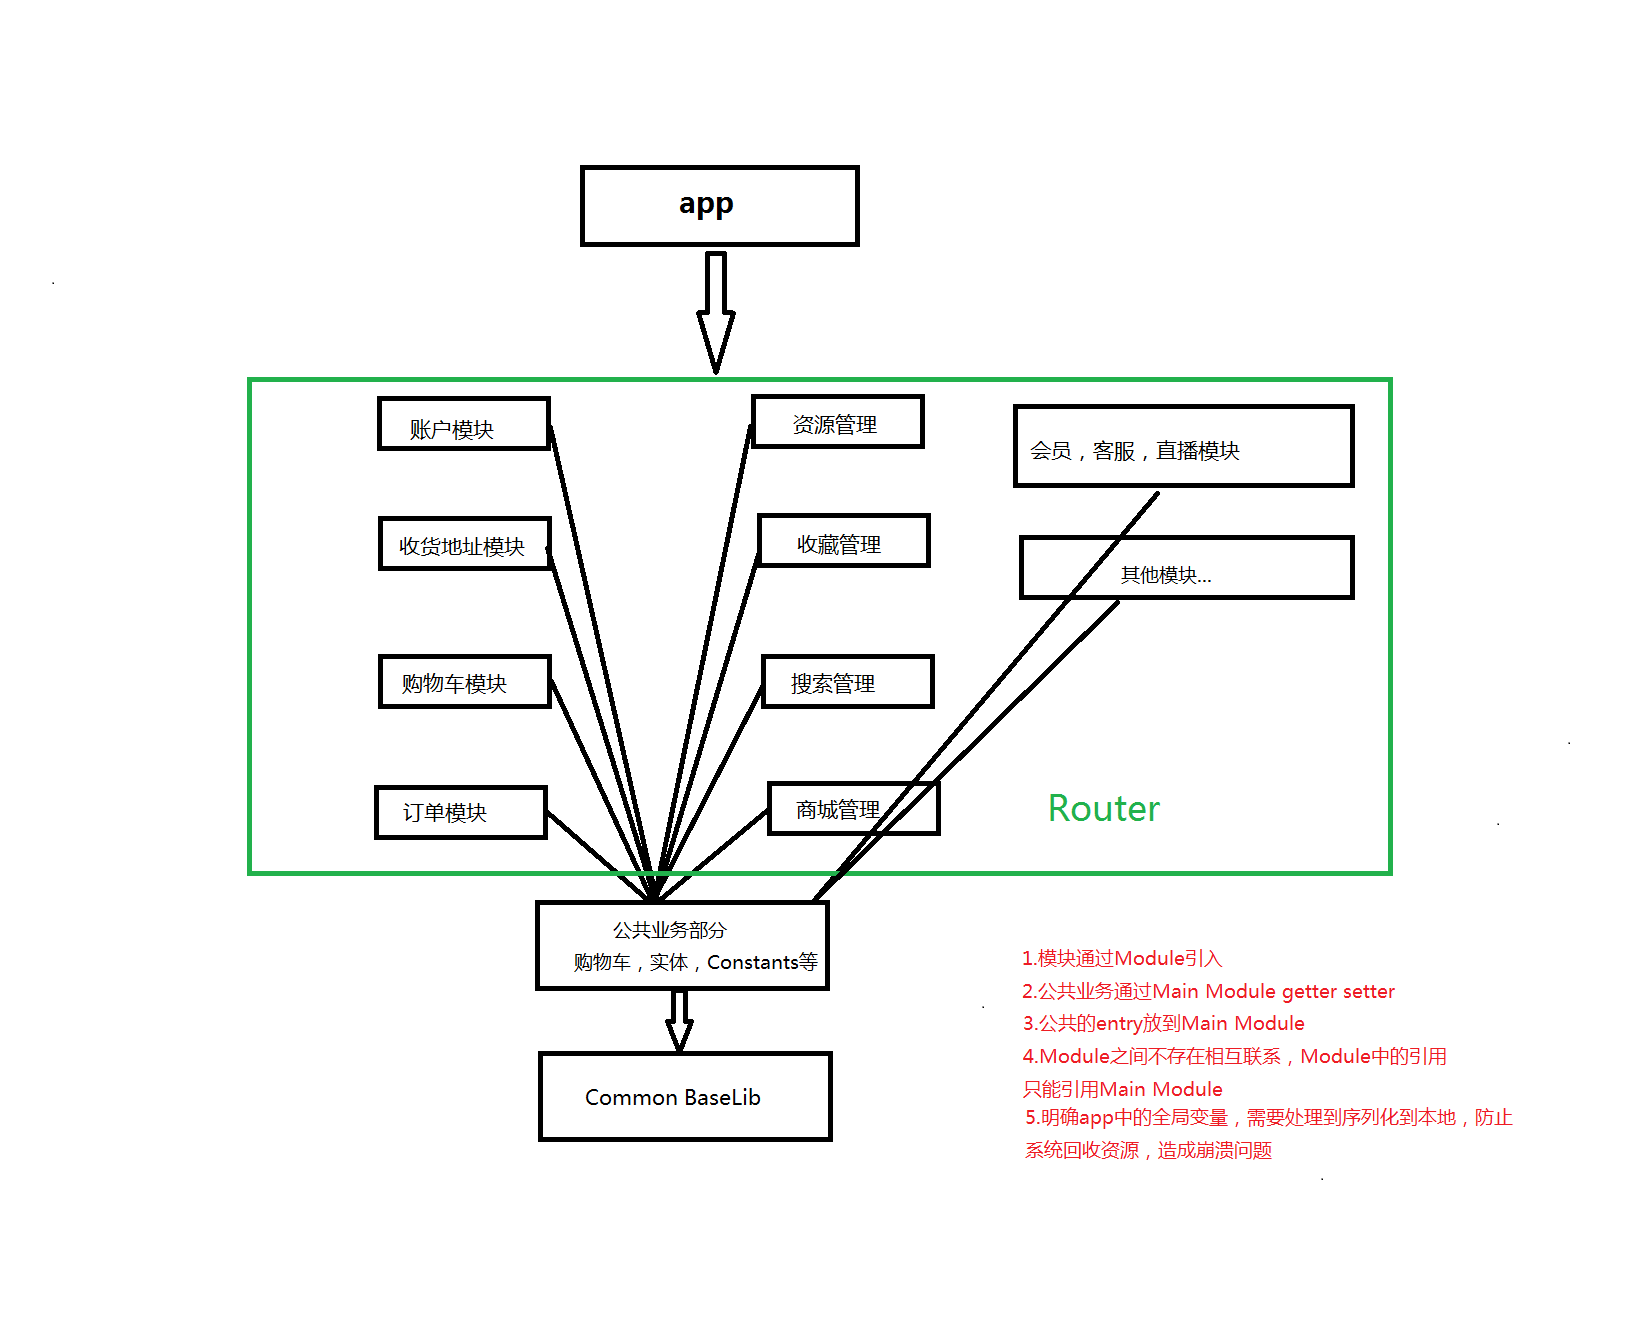 app
账户模块
资源管理
会员，客服，直播模块
收货地址模块
收藏管理
其他模块...
购物车模块
搜索管理
订单模块
商城管理
Router
公共业务部分
购物车，实体，Constants等
Common BaseLib
1.模块通过Module引入
2.公共业务通过Main Module getter setter
3.公共的entry放到Main Module
4.Module之间不存在相互联系，Module中的引用
只能引用Main Module
5.明确app中的全局变量，需要处理到序列化到本地，防止
系统回收资源，造成崩溃问题